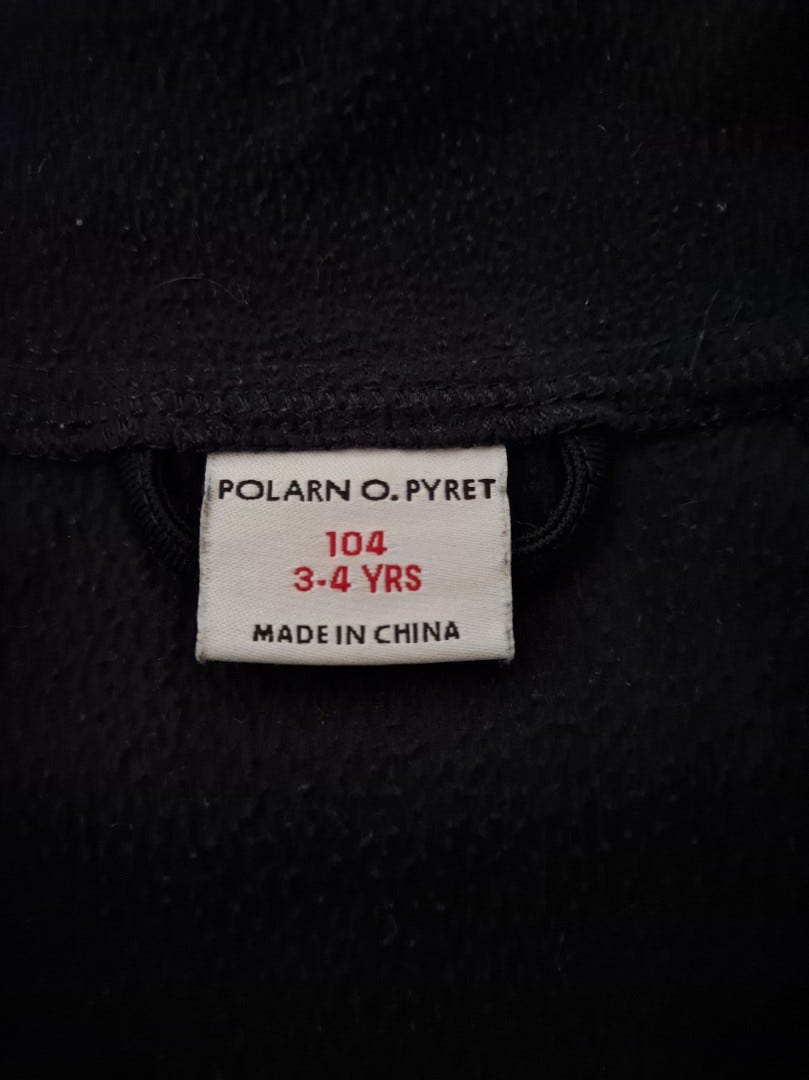 POLARN O. PYRET
104
3-4 YRS
MADE IN CHINA